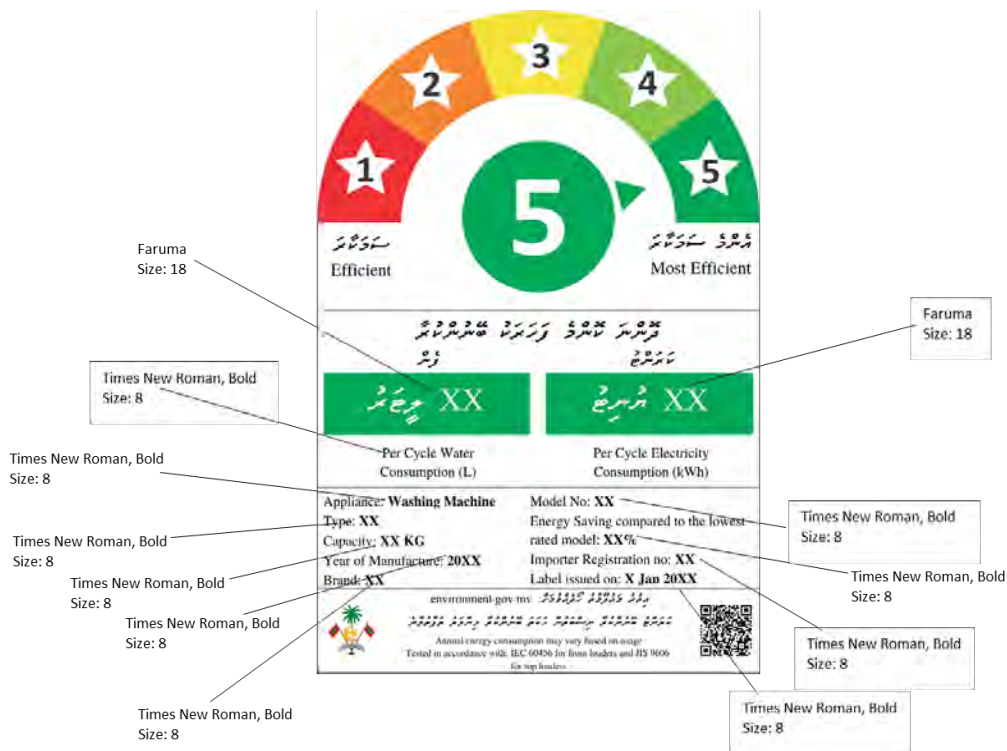 1
2
3
4
5
5
ސަމަކާރަ
Efficient
އެންމެ ސަމަކާރަ
Most Efficient
Faruma
Size: 18
Faruma
Size: 18
ދޮންނަ ކޮންމެ ފަހަރަކު ބޭނުންކުރާ
ފެން
ކަރަންޓު
XX ލީޓަރު
XX ޔުނިޓު
Times New Roman, Bold
Size: 8
Per Cycle Water
Consumption (L)
Per Cycle Electricity
Consumption (kWh)
Times New Roman, Bold
Size: 8
Appliance: Washing Machine
Type: XX
Capacity: XX KG
Year of Manufacture: 20XX
Brand: XX
Model No: XX
Energy Saving compared to the lowest
rated model: XX%
Importer Registration no: XX
Label issued on: X Jan 20XX
Times New Roman, Bold
Size: 8
Times New Roman, Bold
Size: 8
Times New Roman, Bold
Size: 8
Times New Roman, Bold
Size: 8
Times New Roman, Bold
Size: 8
Times New Roman, Bold
Size: 8
Times New Roman, Bold
Size: 8
Times New Roman, Bold
Size: 8
އިތުރު މަޢުލޫމާތު ހޯދެއްވުމަށް: environment.gov.mv
ކަރަންޓު ބޭނުންކުރާ
Annual energy consumption may vary based on usage
Tested in accordance with: IEC 60456 for front loaders and JIS 9606
for top loaders